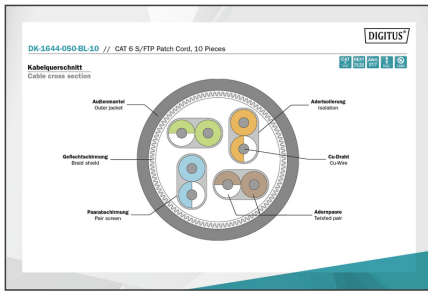 DIGITUS
DK-1644-050-BL-10 // CAT 6 S/FTP Patch Cord, 10 Pieces
Kabelquerschnitt
Cable cross section
Außenmantel
Outer jacket
Aderisolierung
Isolation
Geflechtschirmung
Braid shield
Cu-Draht
Cu-Wire
Paarabschirmung
Pair screen
Adernpaare
Twisted pair